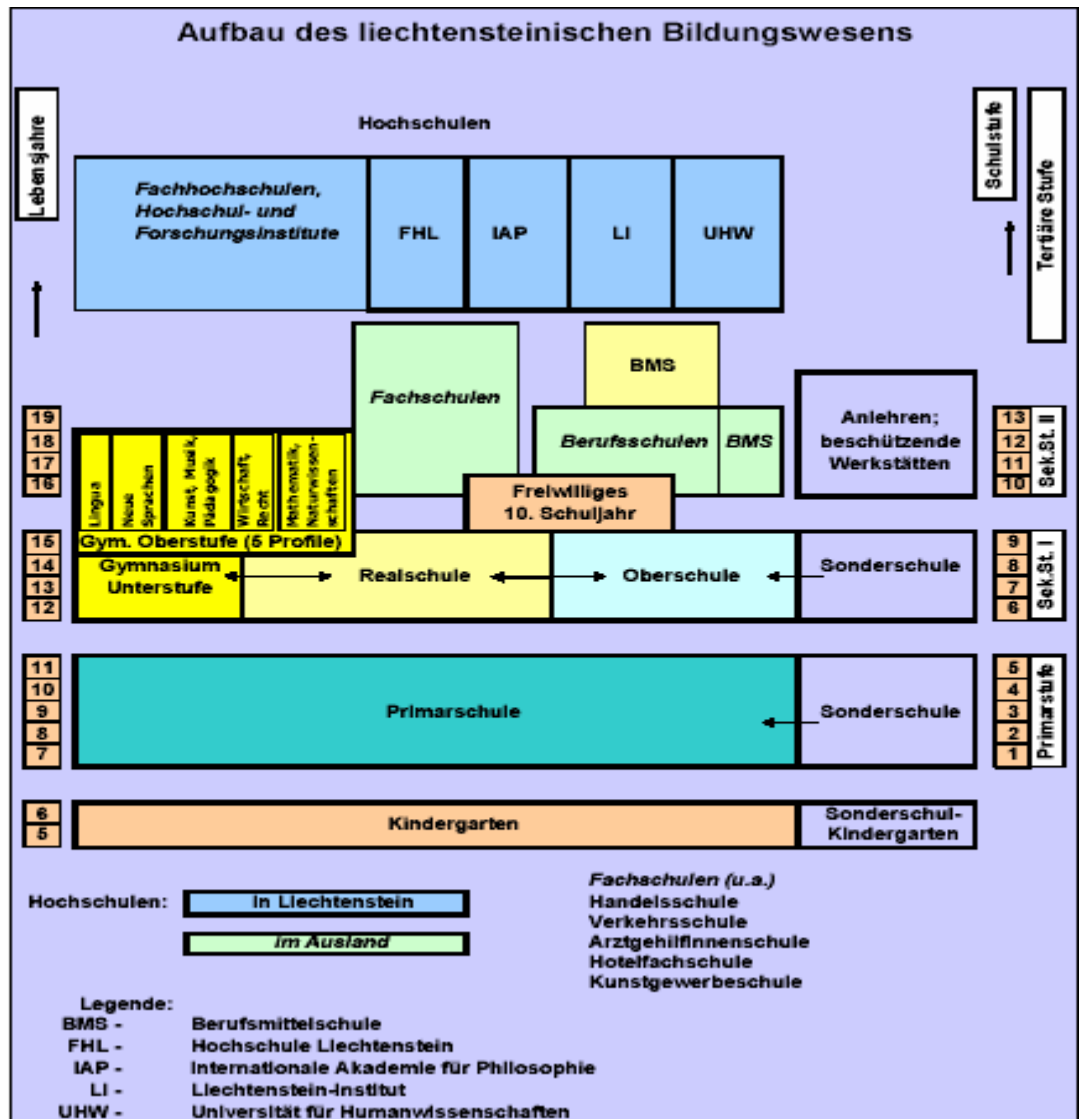 Aufbau des liechtensteinischen Bildungswesens
Lebensjahre
Schulstufe
Tertiäre Stufe
Hochschulen
Fachhochschulen,
Hochschul- und
Forschungsinstitute
FHL
IAP
LI
UHW
Fachschulen
BMS
Berufsschulen
BMS
Anlehren;
beschützende
Werkstätten
19
18
17
16
13
12
11
10
Sek.St. II
Lingua
Neue
Sprachen
Kunst, Musik,
Pädagogik
Wirtschaft,
Recht
Mathematik,
Naturwissen-
schaften
Freiwilliges
10. Schuljahr
Gym. Oberstufe (5 Profile)
15
14
13
12
Gymnasium
Unterstufe
Realschule
Oberschule
Sonderschule
9
8
7
6
Sek.St. I
11
10
9
8
7
Primarschule
Sonderschule
5
4
3
2
1
Primarstufe
6
5
Kindergarten
Sonderschul-
Kindergarten
Hochschulen:
in Liechtenstein
im Ausland
Fachschulen (u.a.)
Handelsschule
Verkehrsschule
ArztgehilfInnenschule
Hotelfachschule
Kunstgewerbeschule
Legende:
BMS - Berufsmittelschule
FHL - Hochschule Liechtenstein
IAP - Internationale Akademie für Philosophie
LI - Liechtenstein-Institut
UHW - Universität für Humanwissenschaften